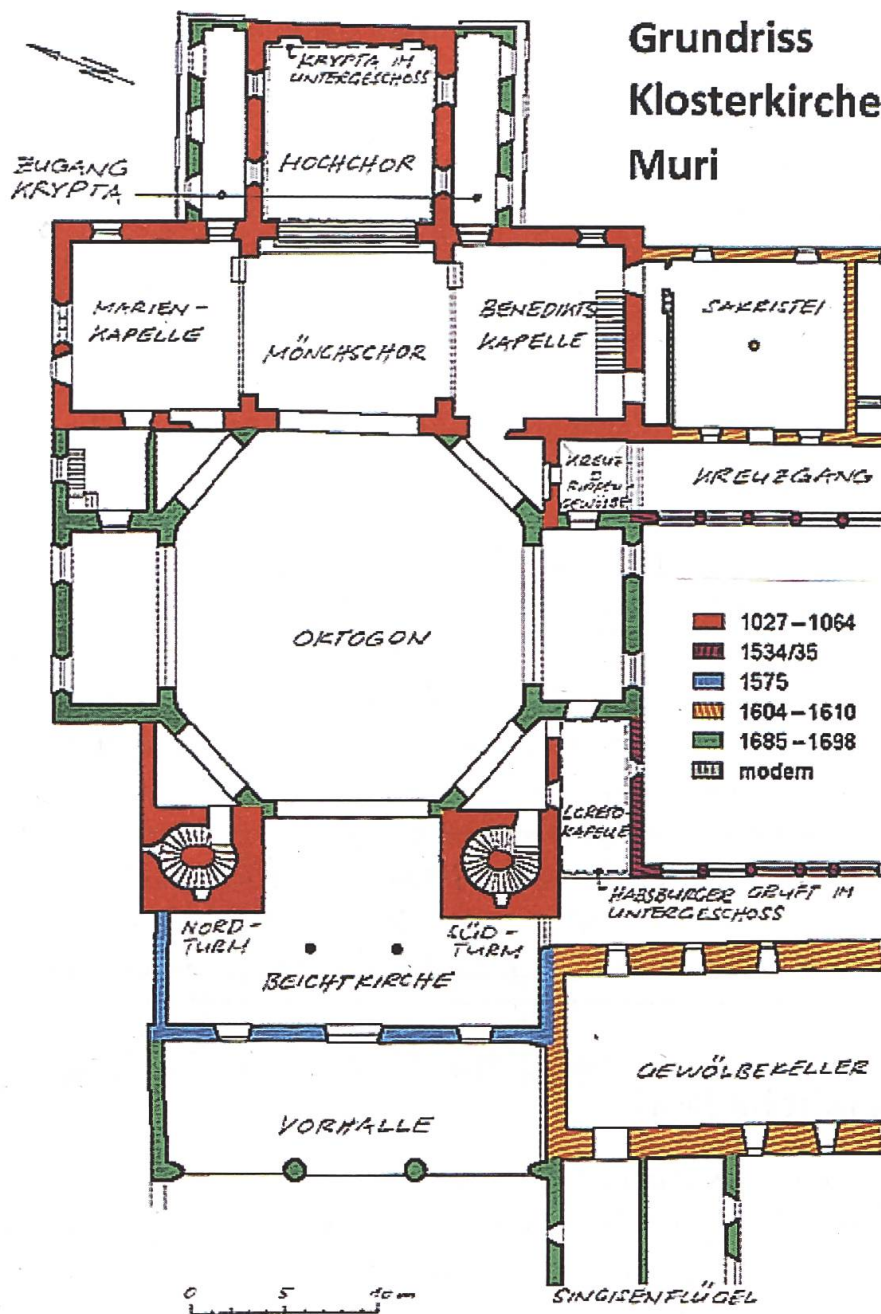 Grundriss
Klosterkirche
Muri
KRYPTA IM
UNTERGESCHOSS
HOCHCHOR
ZUGANG
KRYPTA
MARIEN-
KAPELLE
MÖNCHSCHOR
BENEDIKTS
KAPELLE
SAKRISTEI
KREUZ
RIPPEN
GEWÖLBE
KREUZGANG
OKTOGON
1027–1064
1534/35
1575
1604–1610
1685–1698
modern
LORETO
KAPELLE
HABSBURGER GRUFT IM
UNTERGESCHOSS
NORD-
TURM
SÜD-
TURM
BEICHTKIRCHE
GEWÖLBEKELLER
VORHALLE
0 5 10 m
SINGISENFLÜGEL